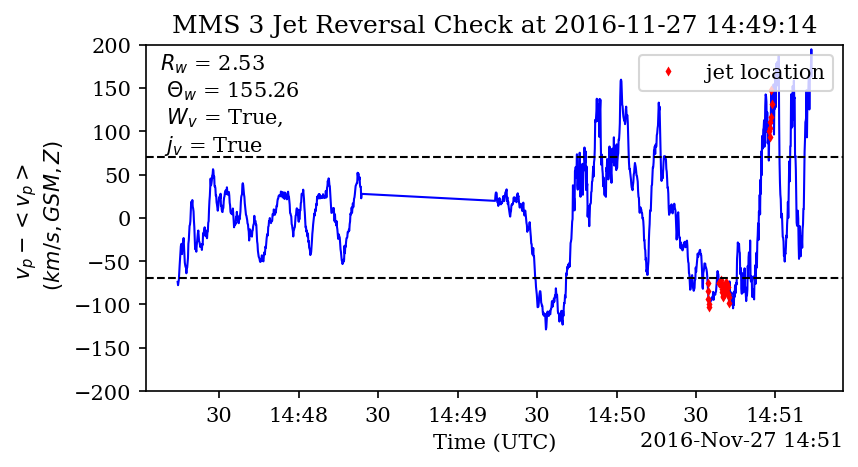 MMS 3 Jet Reversal Check at 2016-11-27 14:49:14
R_w = 2.53
Θ_w = 155.26
W_v = True,
j_v = True
jet location
200
150
100
50
0
−50
−100
−150
−200
v_p − <v_p>
(km/s, GSM, Z)
30 14:48 30 14:49 30 14:50 30 14:51
Time (UTC)
2016-Nov-27 14:51